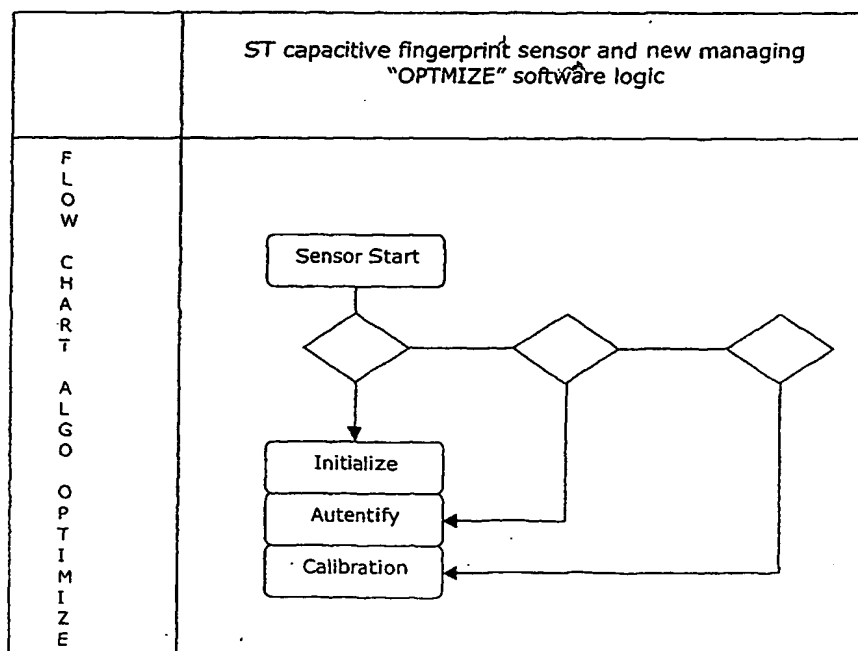 ST capacitive fingerprint sensor and new managing
“OPTMIZE” software logic
FLOW CHART ALGO OPTIMIZE
Sensor Start
Initialize
Autentify
Calibration